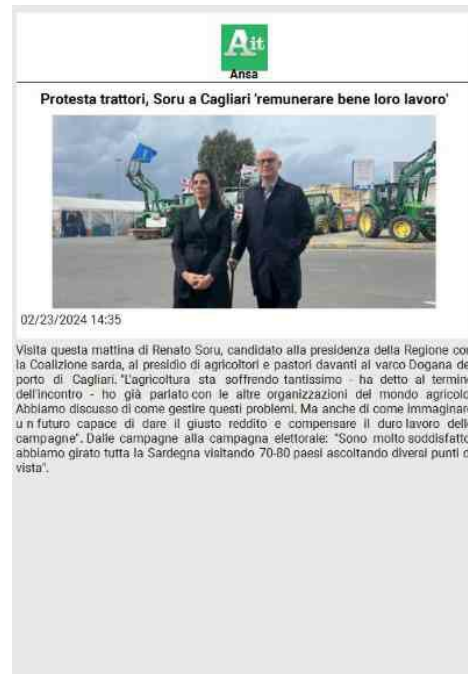 Ait
Ansa
Protesta trattori, Soru a Cagliari 'remunerare bene loro lavoro'
02/23/2024 14:35
Visita questa mattina di Renato Soru, candidato alla presidenza della Regione con
la Coalizione sarda, al presidio di agricoltori e pastori davanti al varco Dogana de
porto di Cagliari. "L'agricoltura sta soffrendo tantissimo - ha detto al termine
dell'incontro - ho già parlato con le altre organizzazioni del mondo agricolo
Abbiamo discusso di come gestire questi problemi. Ma anche di come immaginare
u n futuro capace di dare il giusto reddito e compensare il duro lavoro delle
campagne". Dalle campagne alla campagna elettorale: "Sono molto soddisfatto
abbiamo girato tutta la Sardegna visitando 70-80 paesi ascoltando diversi punti d
vista".